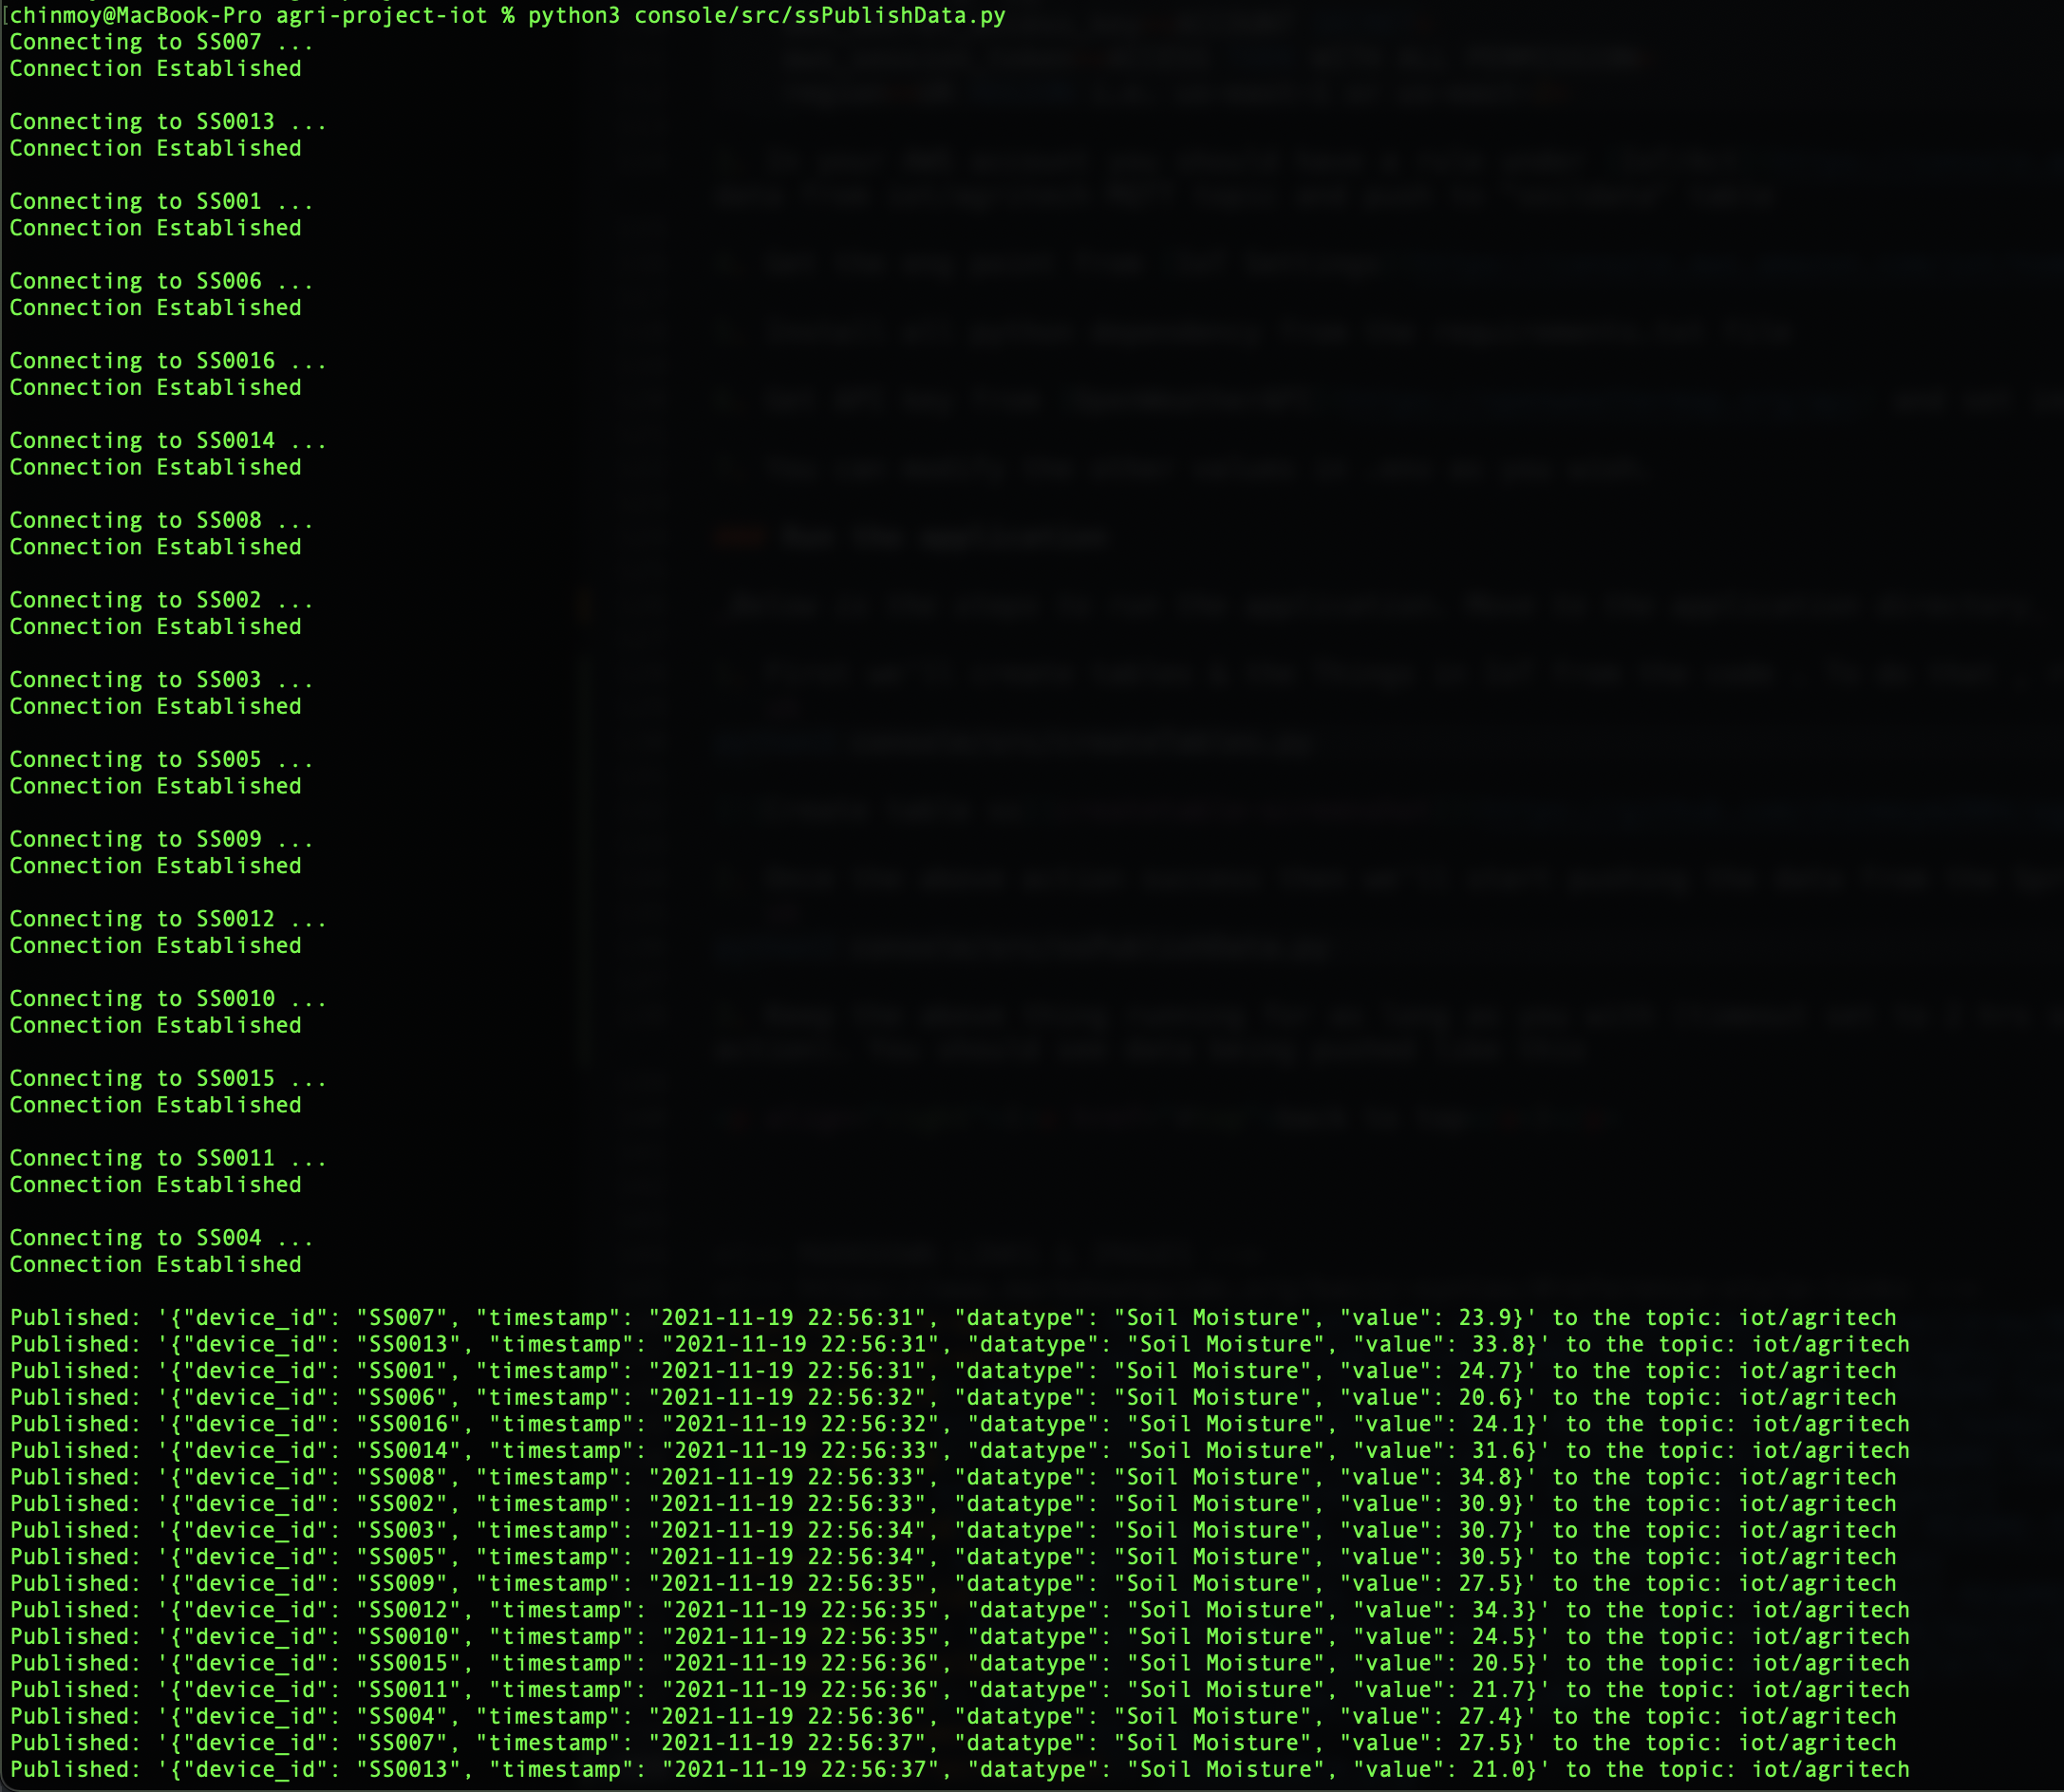 [chinmoy@MacBook-Pro agri-project-iot % python3 console/src/ssPublishData.py
Connecting to SS007 ...
Connection Established
Connecting to SS0013 ...
Connection Established
Connecting to SS001 ...
Connection Established
Connecting to SS006 ...
Connection Established
Connecting to SS0016 ...
Connection Established
Connecting to SS0014 ...
Connection Established
Connecting to SS008 ...
Connection Established
Connecting to SS002 ...
Connection Established
Connecting to SS003 ...
Connection Established
Connecting to SS005 ...
Connection Established
Connecting to SS009 ...
Connection Established
Connecting to SS0012 ...
Connection Established
Connecting to SS0010 ...
Connection Established
Connecting to SS0015 ...
Connection Established
Connecting to SS0011 ...
Connection Established
Connecting to SS004 ...
Connection Established
Published: '{"device_id": "SS007", "timestamp": "2021-11-19 22:56:31", "datatype": "Soil Moisture", "value": 23.9}' to the topic: iot/agritech
Published: '{"device_id": "SS0013", "timestamp": "2021-11-19 22:56:31", "datatype": "Soil Moisture", "value": 33.8}' to the topic: iot/agritech
Published: '{"device_id": "SS001", "timestamp": "2021-11-19 22:56:31", "datatype": "Soil Moisture", "value": 24.7}' to the topic: iot/agritech
Published: '{"device_id": "SS006", "timestamp": "2021-11-19 22:56:32", "datatype": "Soil Moisture", "value": 20.6}' to the topic: iot/agritech
Published: '{"device_id": "SS0016", "timestamp": "2021-11-19 22:56:32", "datatype": "Soil Moisture", "value": 24.1}' to the topic: iot/agritech
Published: '{"device_id": "SS0014", "timestamp": "2021-11-19 22:56:33", "datatype": "Soil Moisture", "value": 31.6}' to the topic: iot/agritech
Published: '{"device_id": "SS008", "timestamp": "2021-11-19 22:56:33", "datatype": "Soil Moisture", "value": 34.8}' to the topic: iot/agritech
Published: '{"device_id": "SS002", "timestamp": "2021-11-19 22:56:33", "datatype": "Soil Moisture", "value": 30.9}' to the topic: iot/agritech
Published: '{"device_id": "SS003", "timestamp": "2021-11-19 22:56:34", "datatype": "Soil Moisture", "value": 30.7}' to the topic: iot/agritech
Published: '{"device_id": "SS005", "timestamp": "2021-11-19 22:56:34", "datatype": "Soil Moisture", "value": 30.5}' to the topic: iot/agritech
Published: '{"device_id": "SS009", "timestamp": "2021-11-19 22:56:35", "datatype": "Soil Moisture", "value": 27.5}' to the topic: iot/agritech
Published: '{"device_id": "SS0012", "timestamp": "2021-11-19 22:56:35", "datatype": "Soil Moisture", "value": 34.3}' to the topic: iot/agritech
Published: '{"device_id": "SS0010", "timestamp": "2021-11-19 22:56:35", "datatype": "Soil Moisture", "value": 24.5}' to the topic: iot/agritech
Published: '{"device_id": "SS0015", "timestamp": "2021-11-19 22:56:36", "datatype": "Soil Moisture", "value": 20.5}' to the topic: iot/agritech
Published: '{"device_id": "SS0011", "timestamp": "2021-11-19 22:56:36", "datatype": "Soil Moisture", "value": 21.7}' to the topic: iot/agritech
Published: '{"device_id": "SS004", "timestamp": "2021-11-19 22:56:36", "datatype": "Soil Moisture", "value": 27.4}' to the topic: iot/agritech
Published: '{"device_id": "SS007", "timestamp": "2021-11-19 22:56:37", "datatype": "Soil Moisture", "value": 27.5}' to the topic: iot/agritech
Published: '{"device_id": "SS0013", "timestamp": "2021-11-19 22:56:37", "datatype": "Soil Moisture", "value": 21.0}' to the topic: iot/agritech